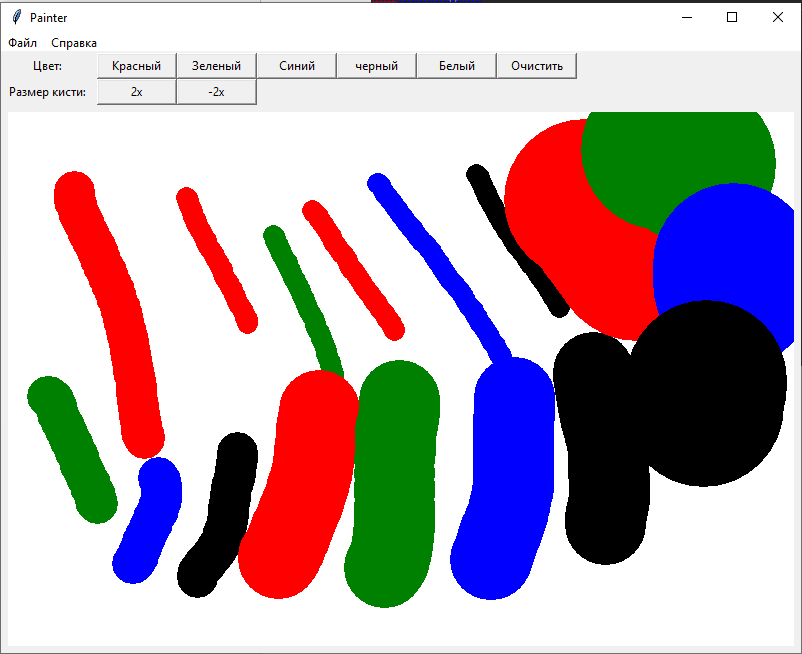 Painter
Файл Справка
Цвет: Красный Зеленый Синий черный Белый Очистить
Размер кисти: 2x -2x